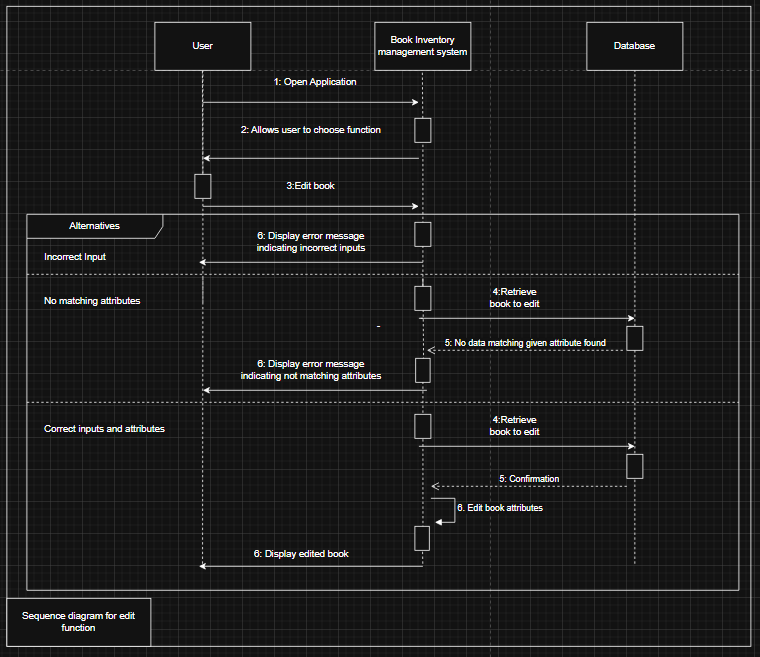 User
Book Inventory
management system
Database
1: Open Application
2: Allows user to choose function
3:Edit book
Alternatives
6: Display error message
indicating incorrect inputs
Incorrect Input
No matching attributes
4:Retrieve
book to edit
5: No data matching given attribute found
6: Display error message
indicating not matching attributes
Correct inputs and attributes
4:Retrieve
book to edit
5: Confirmation
6. Edit book attributes
6: Display edited book
Sequence diagram for edit
function